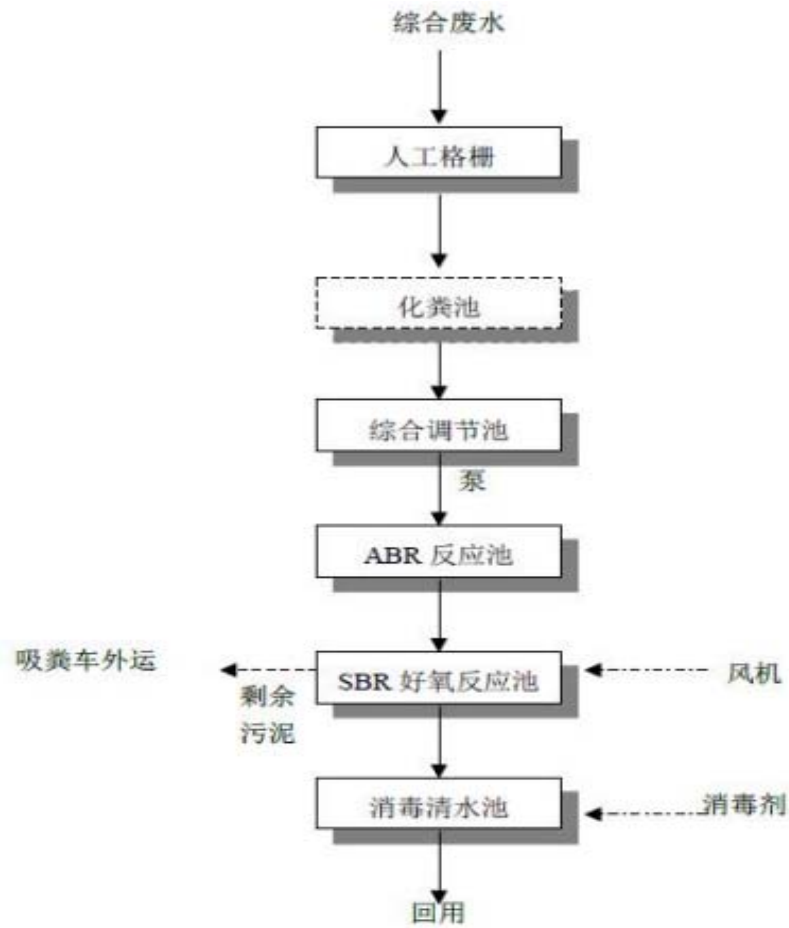 综合废水
人工格栅
化粪池
综合调节池
泵
ABR 反应池
吸粪车外运
剩余
污泥
SBR 好氧反应池
风机
消毒清水池
消毒剂
回用